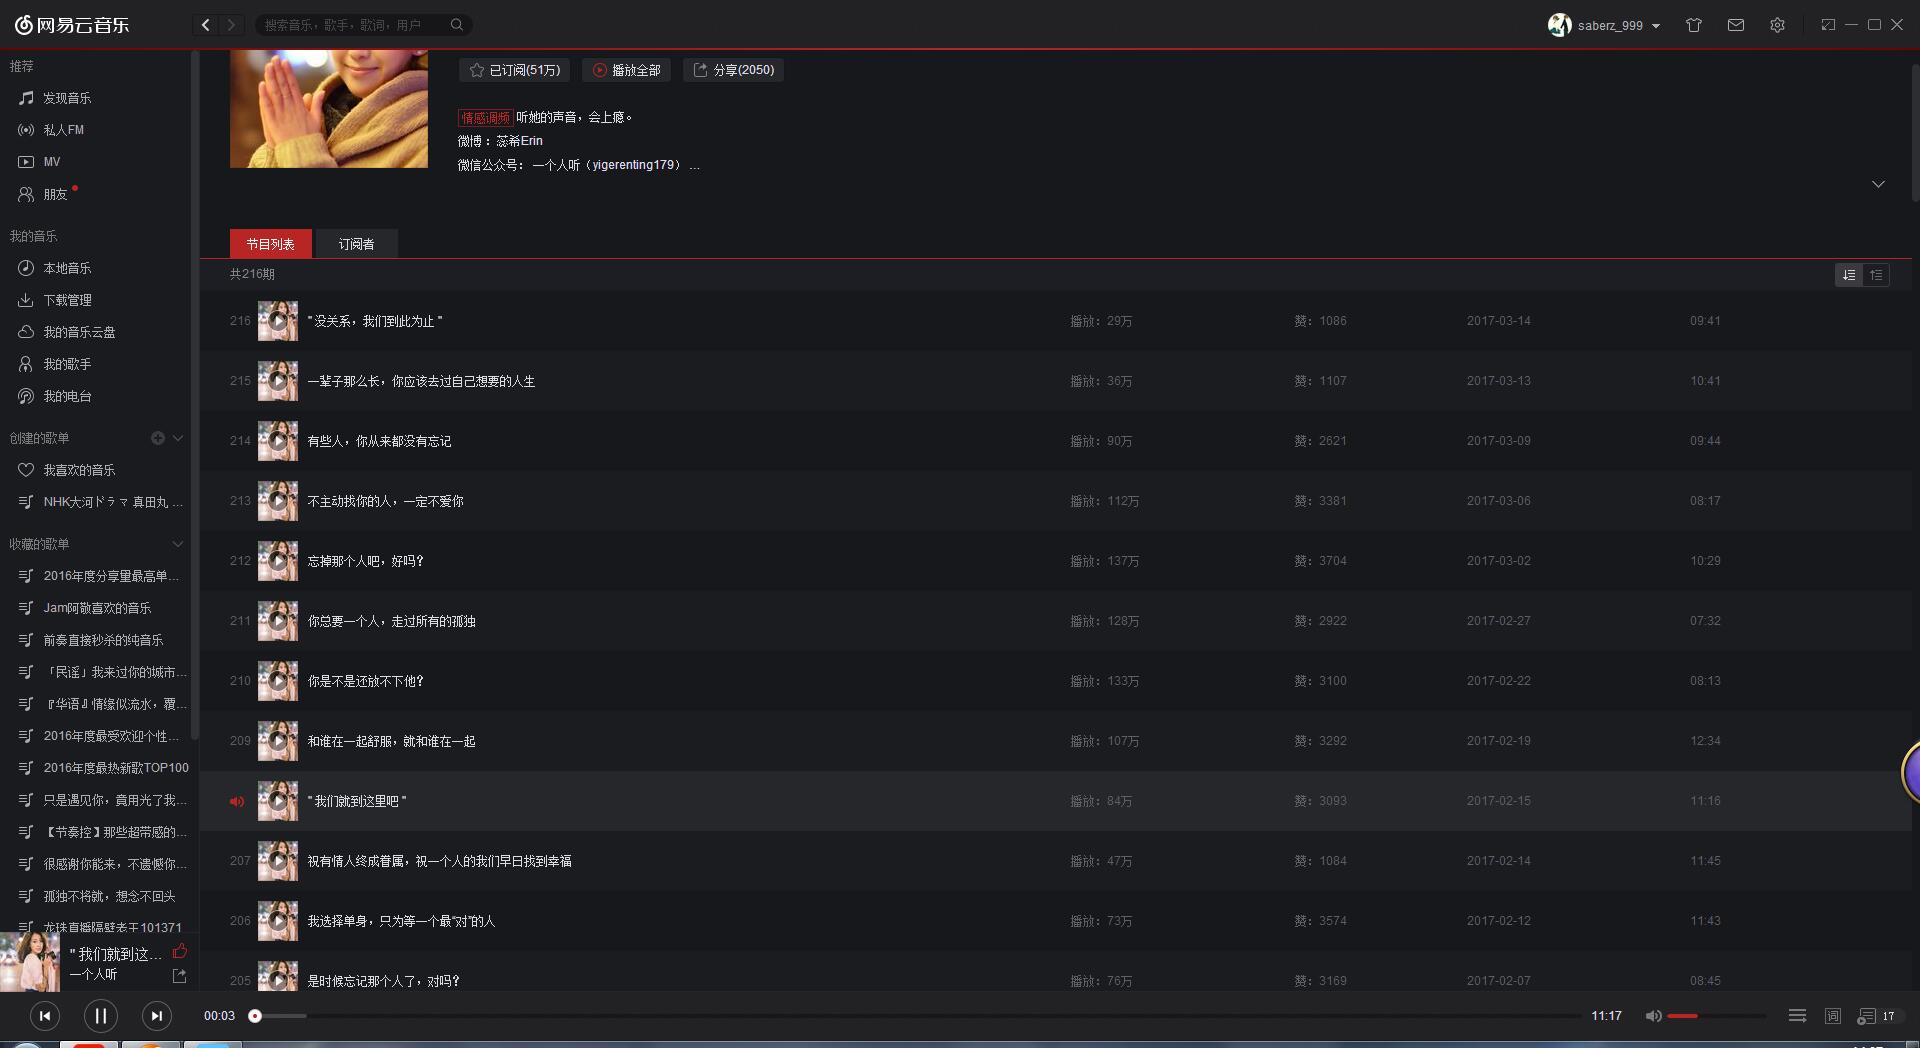 网易云音乐
搜索音乐，歌手，歌词，用户
saberz_999
推荐
发现音乐
私人FM
MV
朋友
我的音乐
本地音乐
下载管理
我的音乐云盘
我的歌手
我的电台
创建的歌单
我喜欢的音乐
NHK大河ドラマ 真田丸 ...
收藏的歌单
2016年度分享量最高单...
Jam阿敬喜欢的音乐
前奏直接秒杀的纯音乐
「民谣」我来过你的城市...
『华语』情缘似流水，覆...
2016年度最受欢迎个性...
2016年度最热新歌TOP100
只是遇见你，竟用光了我...
【节奏控】那些超带感的...
很感谢你能来，不遗憾你...
孤独不将就，想念不回头
龙珠直播隔壁老王101371
已订阅(51万) 播放全部 分享(2050)
情感调频 听她的声音，会上瘾。
微博：蕊希Erin
微信公众号：一个人听（yigerenting179） ...
节目列表 订阅者
共216期
216 " 没关系，我们到此为止 " 播放：29万 赞：1086 2017-03-14 09:41
215 一辈子那么长，你应该去过自己想要的人生 播放：36万 赞：1107 2017-03-13 10:41
214 有些人，你从来都没有忘记 播放：90万 赞：2621 2017-03-09 09:44
213 不主动找你的人，一定不爱你 播放：112万 赞：3381 2017-03-06 08:17
212 忘掉那个人吧，好吗？ 播放：137万 赞：3704 2017-03-02 10:29
211 你总要一个人，走过所有的孤独 播放：128万 赞：2922 2017-02-27 07:32
210 你是不是还放不下他？ 播放：133万 赞：3100 2017-02-22 08:13
209 和谁在一起舒服，就和谁在一起 播放：107万 赞：3292 2017-02-19 12:34
" 我们就到这里吧 " 播放：84万 赞：3093 2017-02-15 11:16
207 祝有情人终成眷属，祝一个人的我们早日找到幸福 播放：47万 赞：1084 2017-02-14 11:45
206 我选择单身，只为等一个最“对”的人 播放：73万 赞：3574 2017-02-12 11:43
205 是时候忘记那个人了，对吗？ 播放：76万 赞：3169 2017-02-07 08:45
" 我们就到这...
一个人听
00:03 11:17 词 17